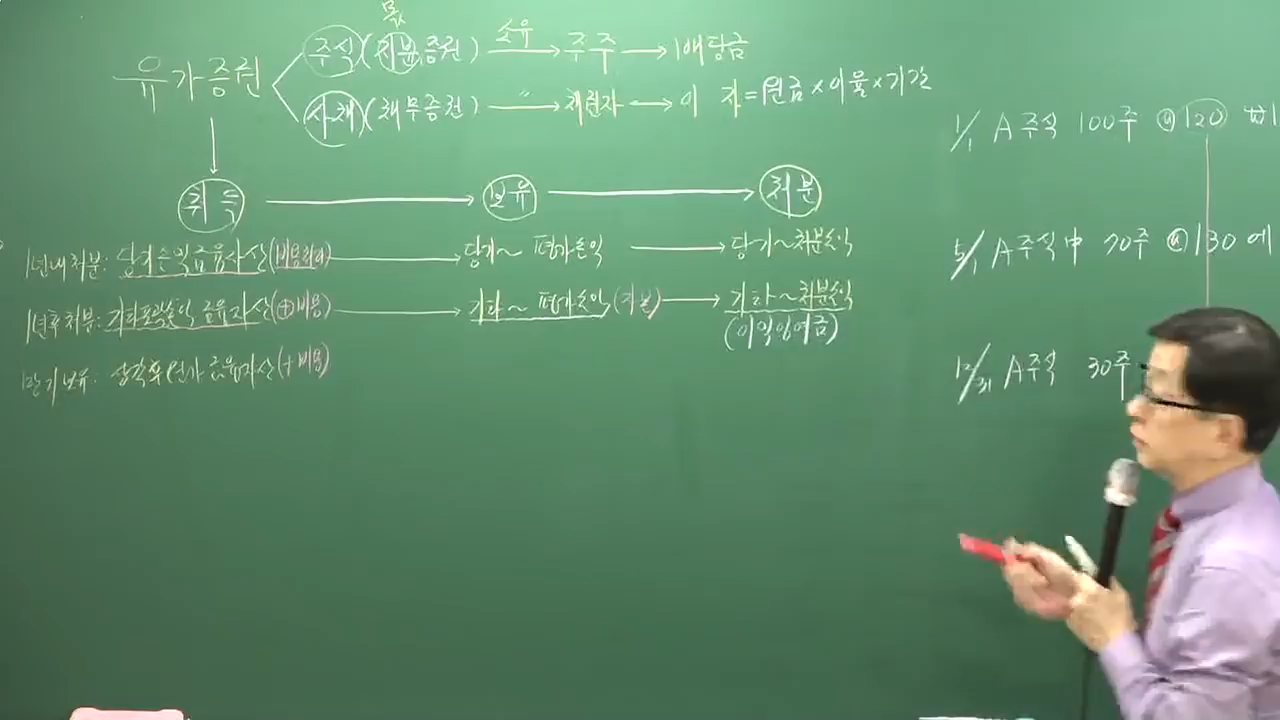 몫
유가증권
주식(지분증권) 소유 → 주주 → 배당금
사채(채무증권) 〃 → 채권자 → 이 자=원금×이율×기간
취득 → 보유 → 처분
1년내 처분: 당기손익금융자산(비용처리) → 당기~ 평가손익 → 당기~처분손익
1년후 처분: 기타포괄손익 금융자산(+비용) → 기타~ 평가손익(자본) → 기타~처분손익
(이익잉여금)
만기보유: 상각후원가 금융자산(+비용)
1/1 A주식 100주 @120
5/1 A주식中 70주 @130에
12/31 A주식 30주